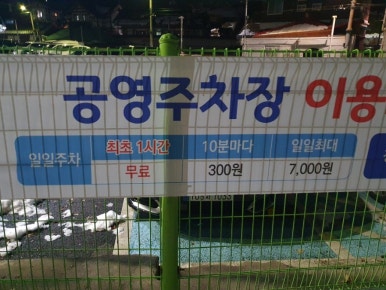 공영주차장 이용
일일주차 최초 1시간 10분마다 일일최대
무료 300원 7,000원